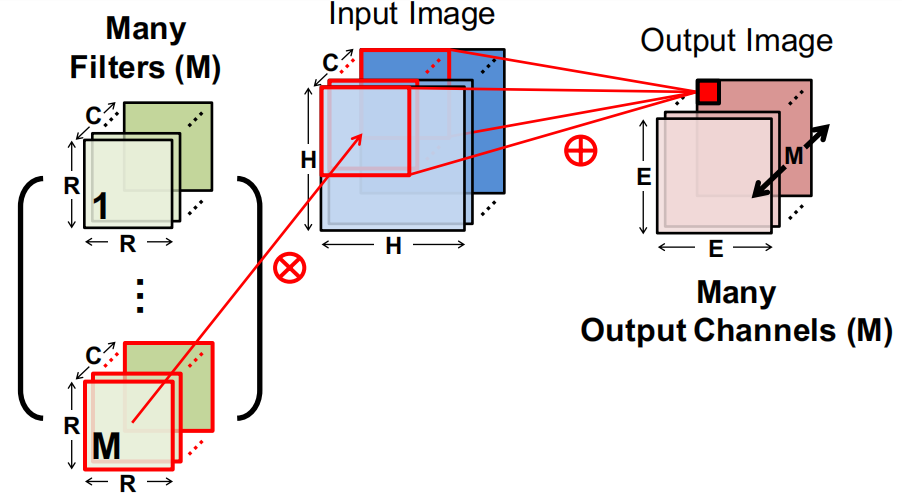 Many
Filters (M)
C
R
1
R
⋮
C
R
M
R
Input Image
C
H
H
⊗
⊕
Output Image
E
M
E
Many
Output Channels (M)